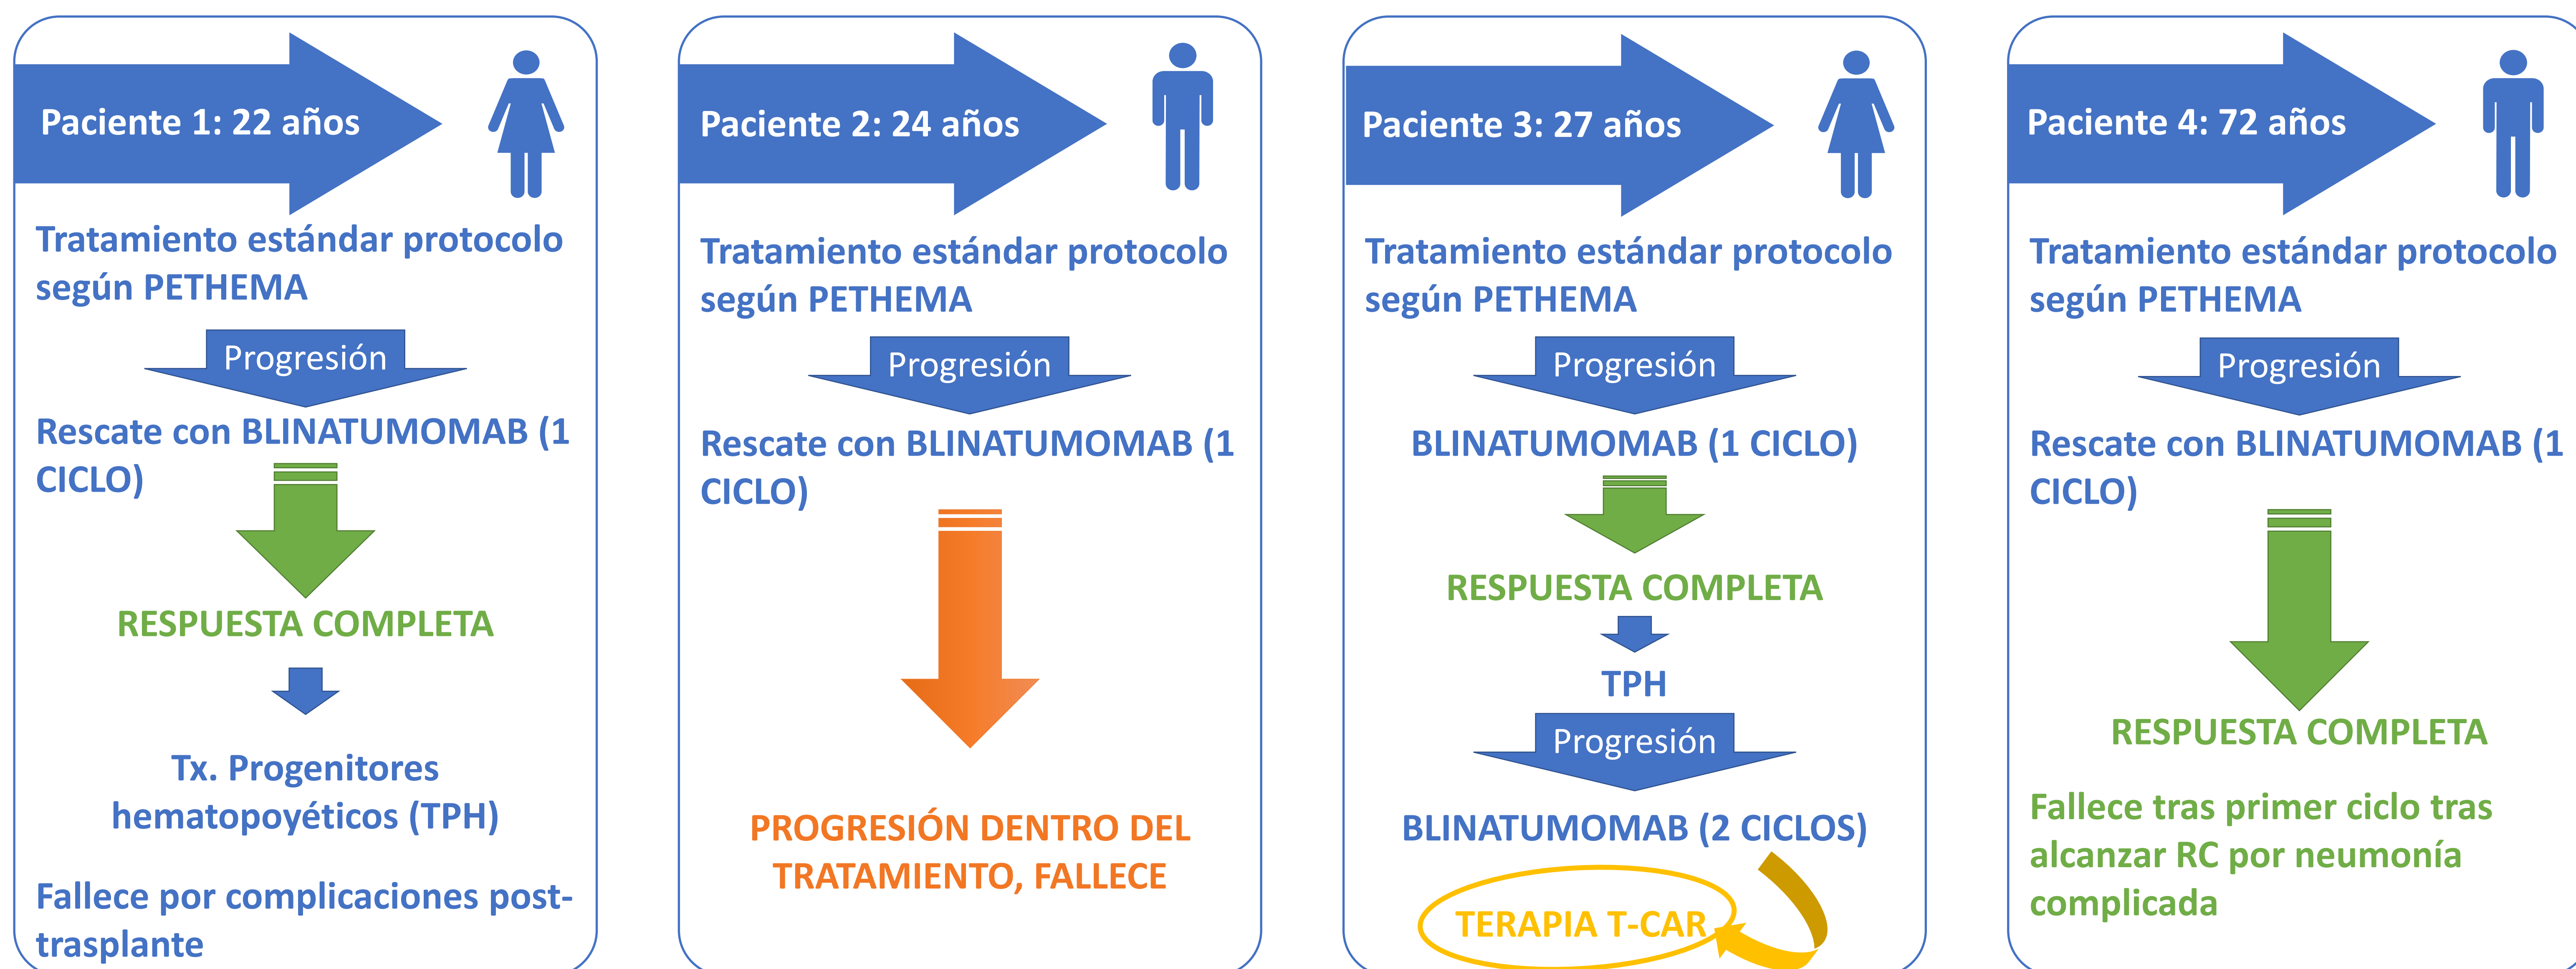 Paciente 1: 22 años
Tratamiento estándar protocolo
según PETHEMA
Progresión
Rescate con BLINATUMOMAB (1
CICLO)
RESPUESTA COMPLETA
Tx. Progenitores
hematopoyéticos (TPH)
Fallece por complicaciones post-
trasplante
Paciente 2: 24 años
Tratamiento estándar protocolo
según PETHEMA
Progresión
Rescate con BLINATUMOMAB (1
CICLO)
PROGRESIÓN DENTRO DEL
TRATAMIENTO, FALLECE
Paciente 3: 27 años
Tratamiento estándar protocolo
según PETHEMA
Progresión
BLINATUMOMAB (1 CICLO)
RESPUESTA COMPLETA
TPH
Progresión
BLINATUMOMAB (2 CICLOS)
TERAPIA T-CAR
Paciente 4: 72 años
Tratamiento estándar protocolo
según PETHEMA
Progresión
Rescate con BLINATUMOMAB (1
CICLO)
RESPUESTA COMPLETA
Fallece tras primer ciclo tras
alcanzar RC por neumonía
complicada